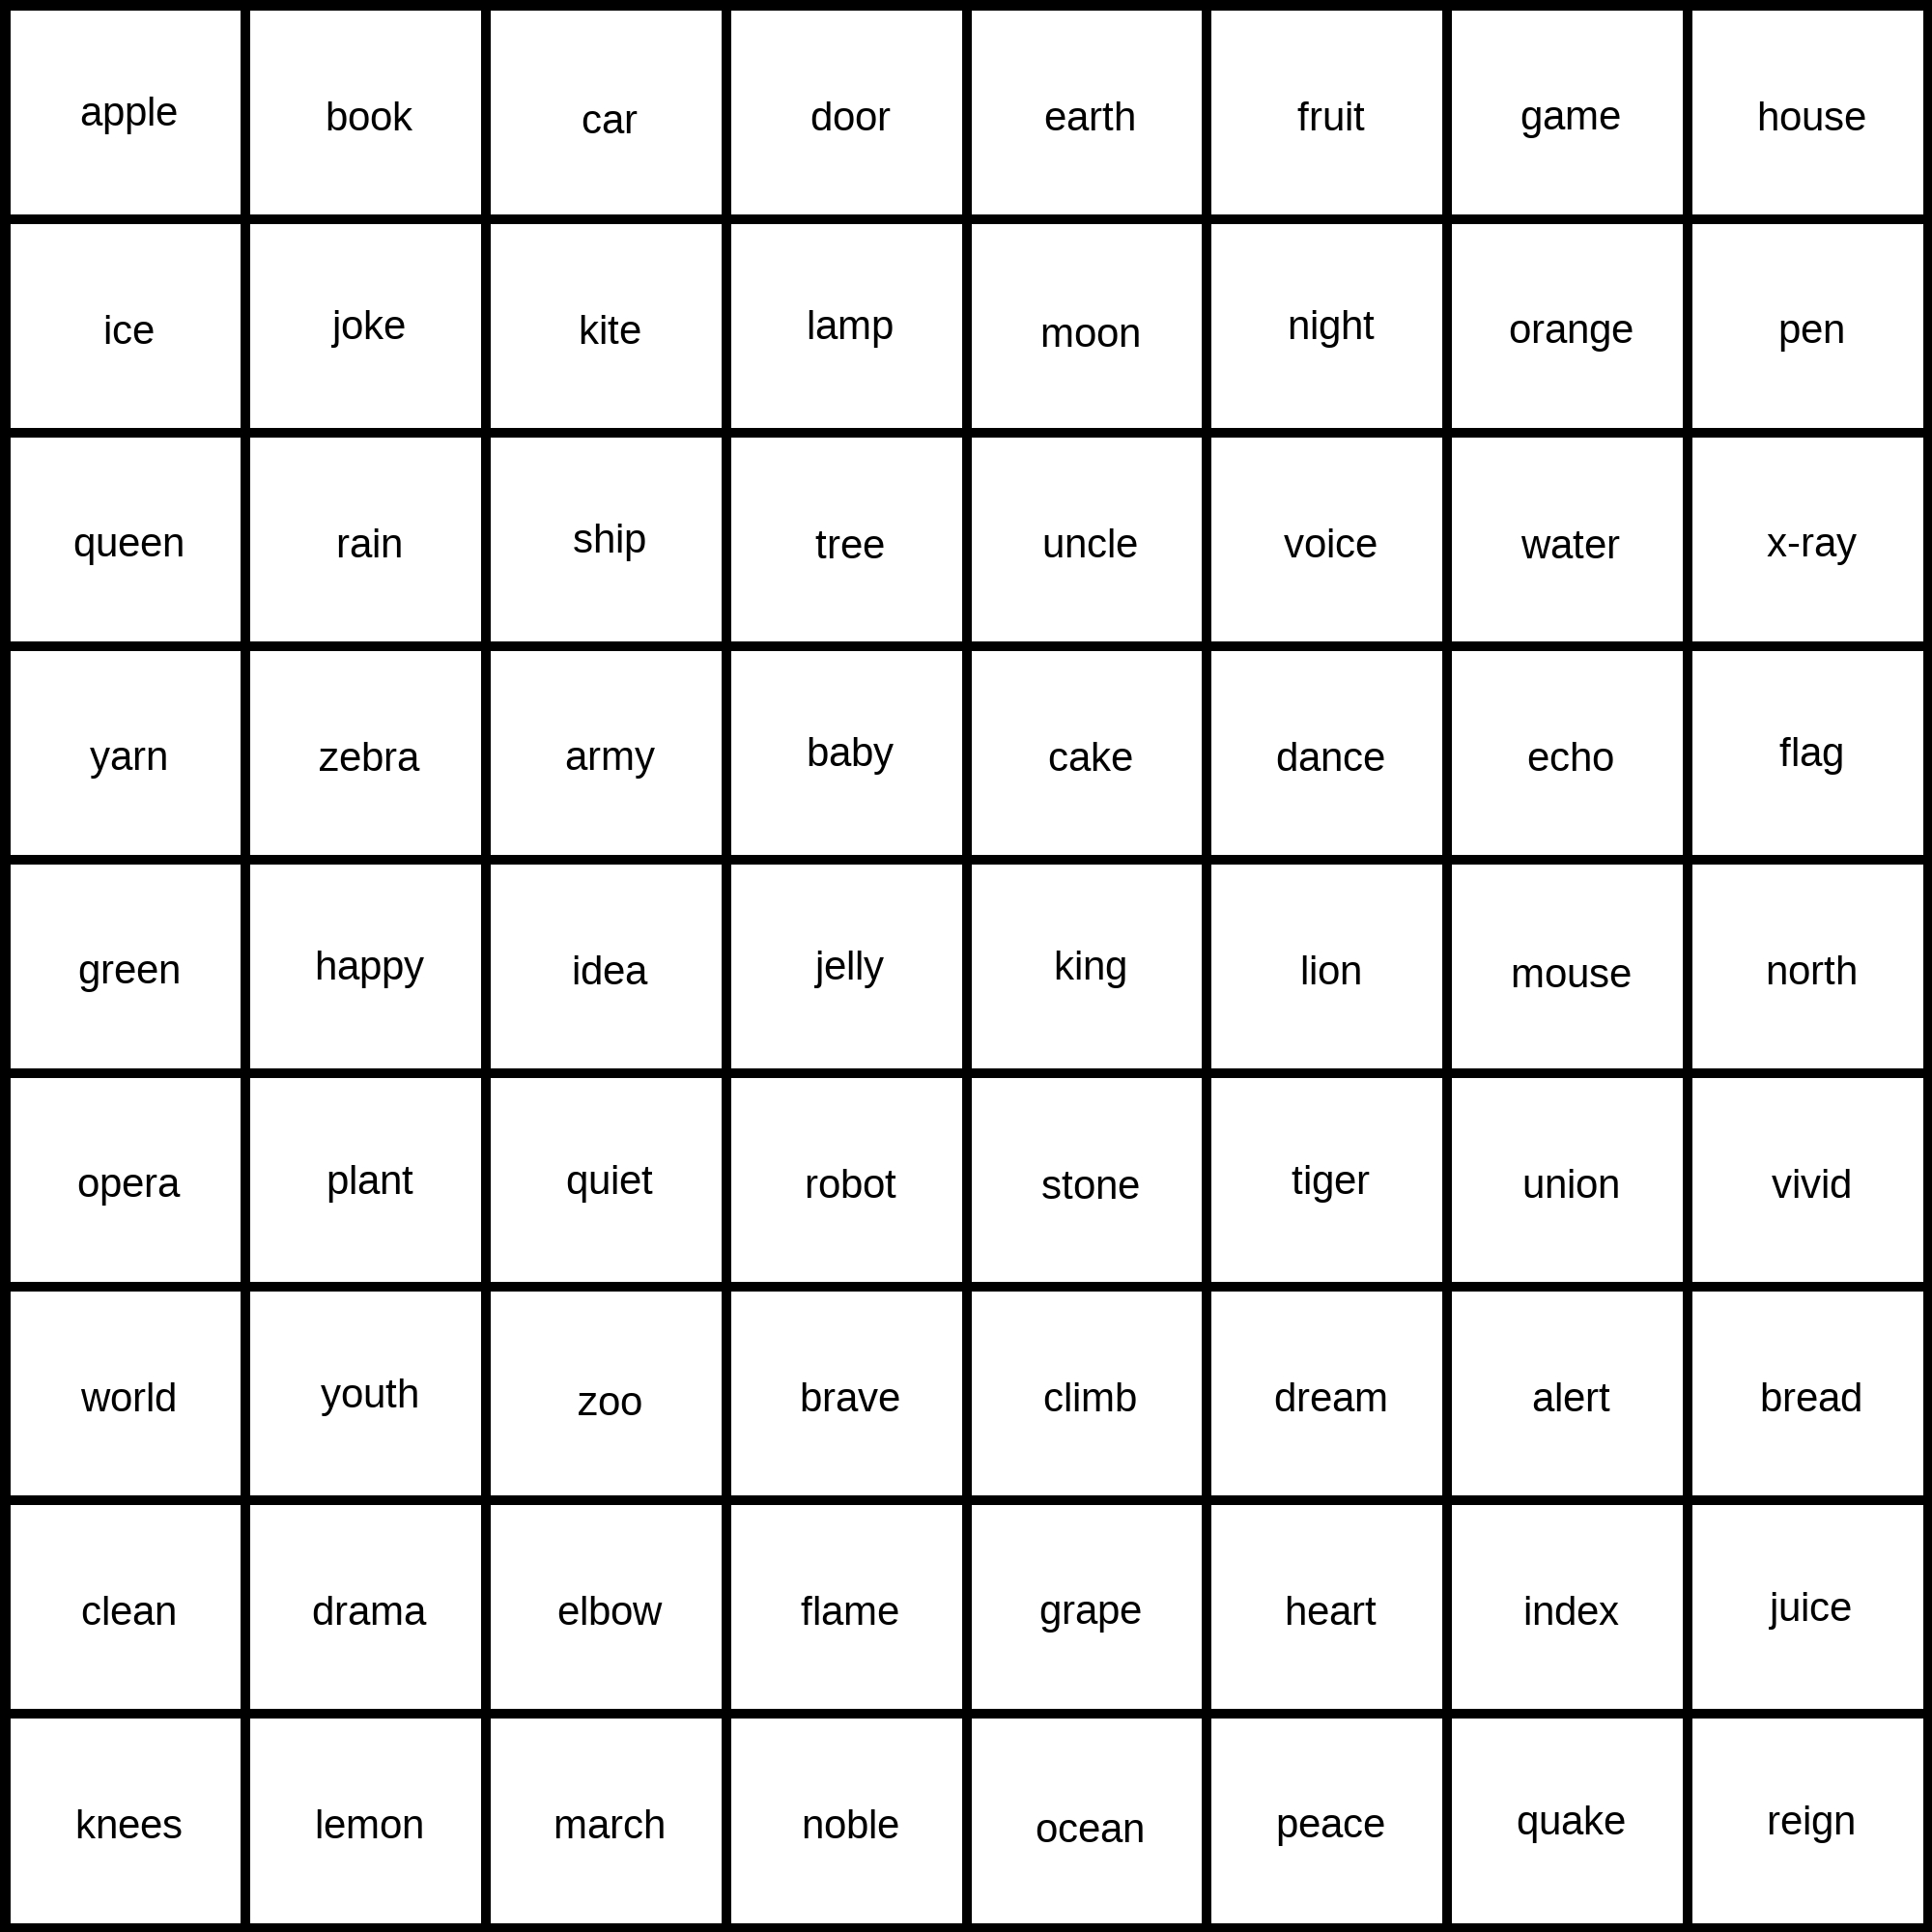 apple book car door earth fruit game house
ice joke kite lamp moon night orange pen
queen rain ship tree uncle voice water x-ray
yarn zebra army baby cake dance echo flag
green happy idea jelly king lion mouse north
opera plant quiet robot stone tiger union vivid
world youth zoo brave climb dream alert bread
clean drama elbow flame grape heart index juice
knees lemon march noble ocean peace quake reign